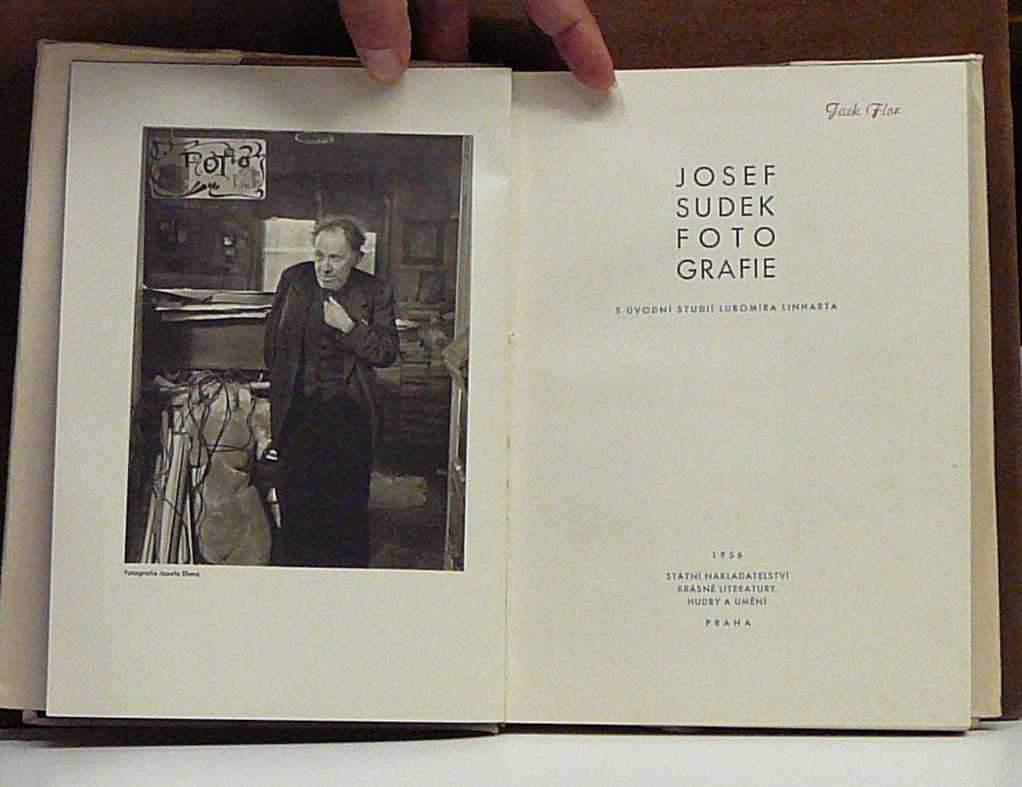 Foto
Fotografie Josefa Ehma
Jack Flor
JOSEF
SUDEK
FOTO
GRAFIE
S ÚVODNÍ STUDIÍ LUBOMÍRA LINHARTA
1956
STÁTNÍ NAKLADATELSTVÍ
KRÁSNÉ LITERATURY,
HUDBY A UMĚNÍ
PRAHA